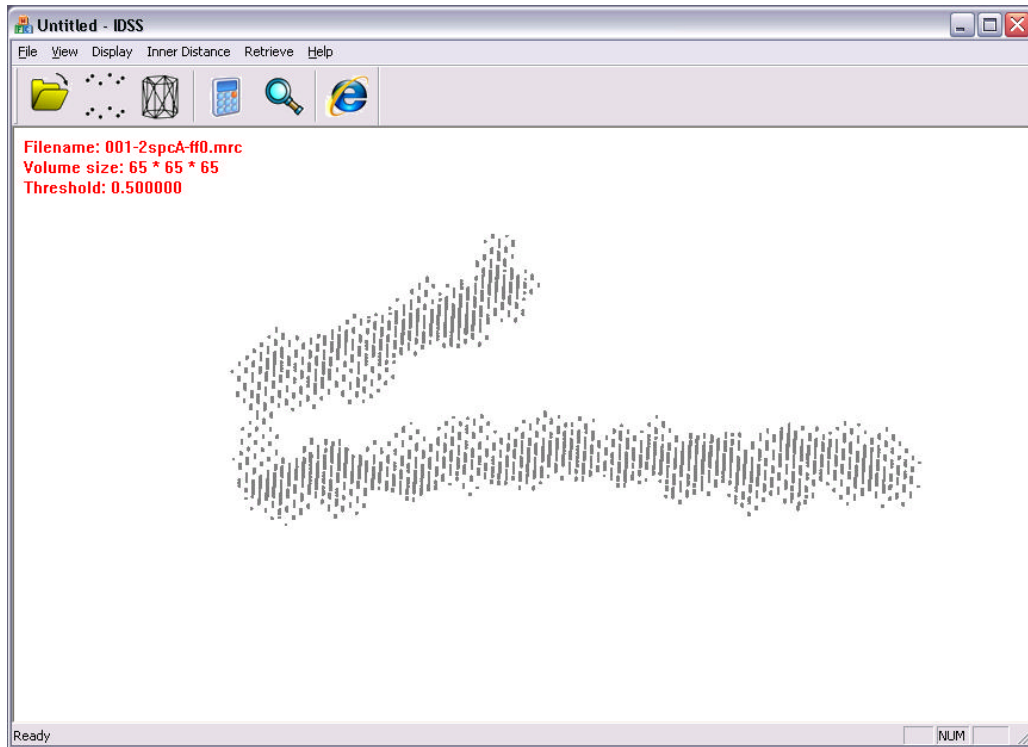 Untitled - IDSS
File View Display Inner Distance Retrieve Help
Filename: 001-2spcA-ff0.mrc
Volume size: 65 * 65 * 65
Threshold: 0.500000
Ready NUM